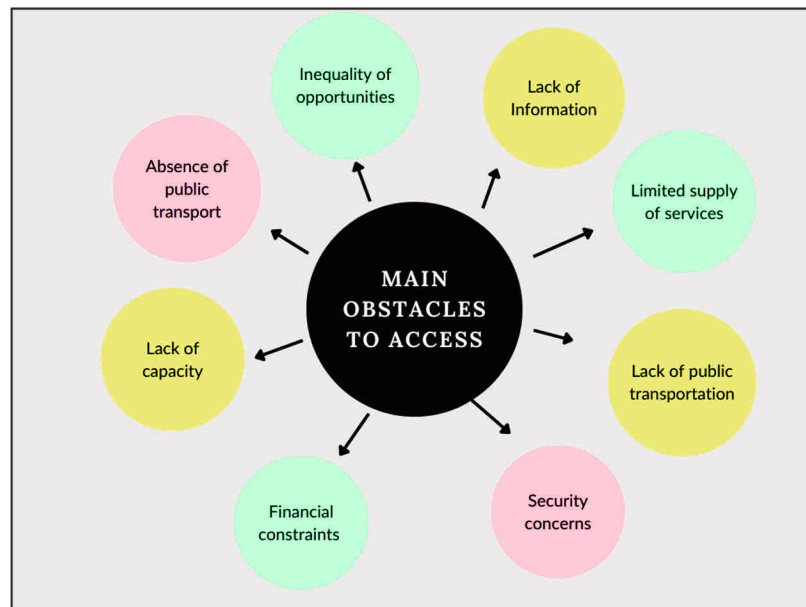 MAIN
OBSTACLES
TO ACCESS
Inequality of
opportunities
Lack of
Information
Limited supply
of services
Lack of public
transportation
Security
concerns
Financial
constraints
Lack of
capacity
Absence of
public
transport